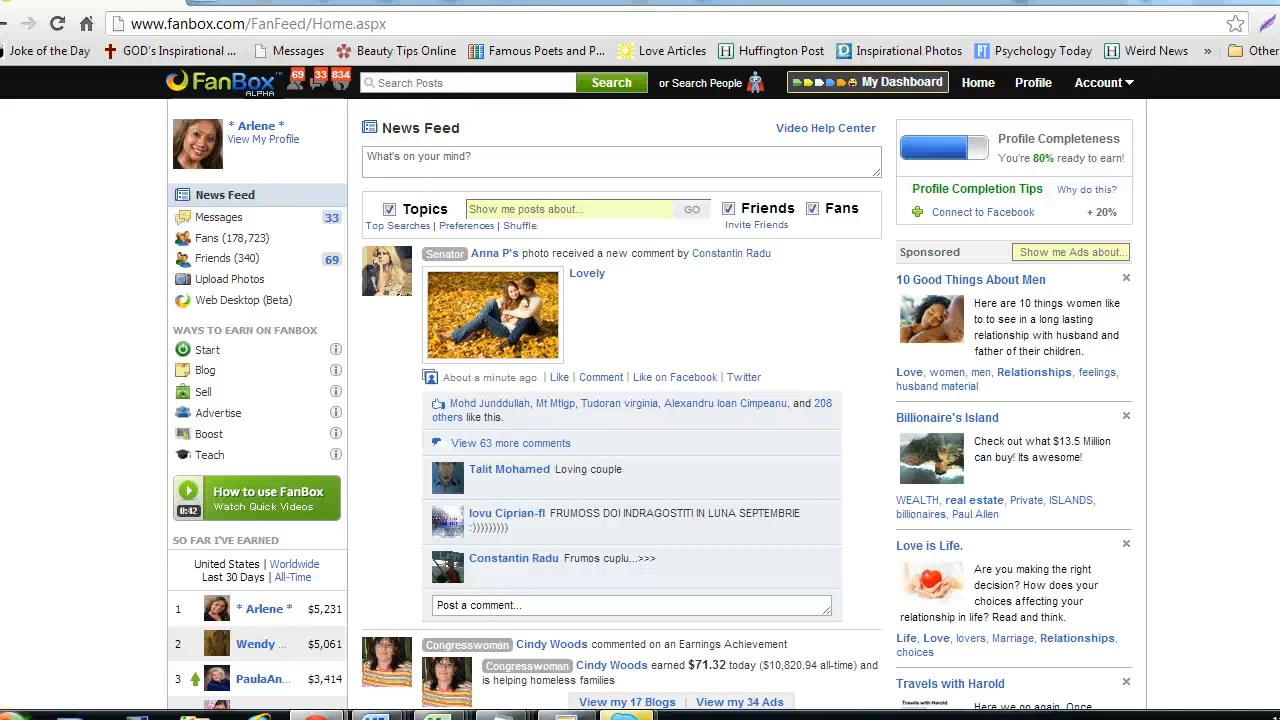 www.fanbox.com/FanFeed/Home.aspx
Joke of the Day GOD'S Inspirational ... Messages Beauty Tips Online Famous Poets and P... Love Articles Huffington Post Inspirational Photos Psychology Today Weird News » Other
FanBox ALPHA 69 33 834 Search Posts Search or Search People My Dashboard Home Profile Account
* Arlene *
View My Profile
News Feed
Messages 33
Fans (178,723)
Friends (340) 69
Upload Photos
Web Desktop (Beta)
WAYS TO EARN ON FANBOX
Start
Blog
Sell
Advertise
Boost
Teach
How to use FanBox
Watch Quick Videos
0:42
SO FAR I'VE EARNED
United States | Worldwide
Last 30 Days | All-Time
1 * Arlene * $5,231
2 Wendy ... $5,061
3 PaulaAn... $3,414
News Feed Video Help Center
What's on your mind?
Topics Show me posts about... GO Friends Fans
Top Searches | Preferences | Shuffle Invite Friends
Senator Anna P's photo received a new comment by Constantin Radu
Lovely
About a minute ago | Like | Comment | Like on Facebook | Twitter
Mohd Junddullah, Mt Mtlgp, Tudoran virginia, Alexandru Ioan Cimpeanu, and 208
others like this.
View 63 more comments
Talit Mohamed Loving couple
Iovu Ciprian-fl FRUMOSS DOI INDRAGOSTITI IN LUNA SEPTEMBRIE
:)))))))))
Constantin Radu Frumos cuplu...>>>
Post a comment...
Congresswoman Cindy Woods commented on an Earnings Achievement
Congresswoman Cindy Woods earned $71.32 today ($10,820.94 all-time) and
is helping homeless families
View my 17 Blogs | View my 34 Ads
Profile Completeness
You're 80% ready to earn!
Profile Completion Tips Why do this?
Connect to Facebook + 20%
Sponsored Show me Ads about...
10 Good Things About Men
Here are 10 things women like
to to see in a long lasting
relationship with husband and
father of their children.
Love, women, men, Relationships, feelings,
husband material
Billionaire's Island
Check out what $13.5 Million
can buy! Its awesome!
WEALTH, real estate, Private, ISLANDS,
billionaires, Paul Allen
Love is Life.
Are you making the right
decision? How does your
choices affecting your
relationship in life? Read and think.
Life, Love, lovers, Marriage, Relationships,
choices
Travels with Harold
Travels with Harold
Here we go again. Once